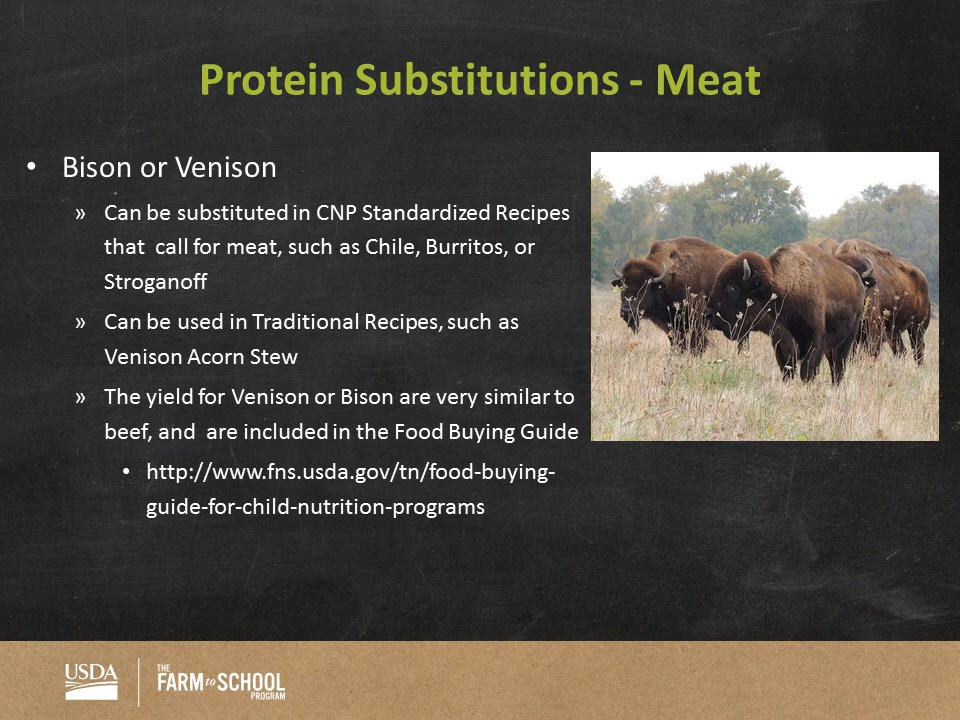 Protein Substitutions - Meat
• Bison or Venison
» Can be substituted in CNP Standardized Recipes
that call for meat, such as Chile, Burritos, or
Stroganoff
» Can be used in Traditional Recipes, such as
Venison Acorn Stew
» The yield for Venison or Bison are very similar to
beef, and are included in the Food Buying Guide
• http://www.fns.usda.gov/tn/food-buying-
guide-for-child-nutrition-programs
USDA
THE
FARM to SCHOOL
PROGRAM